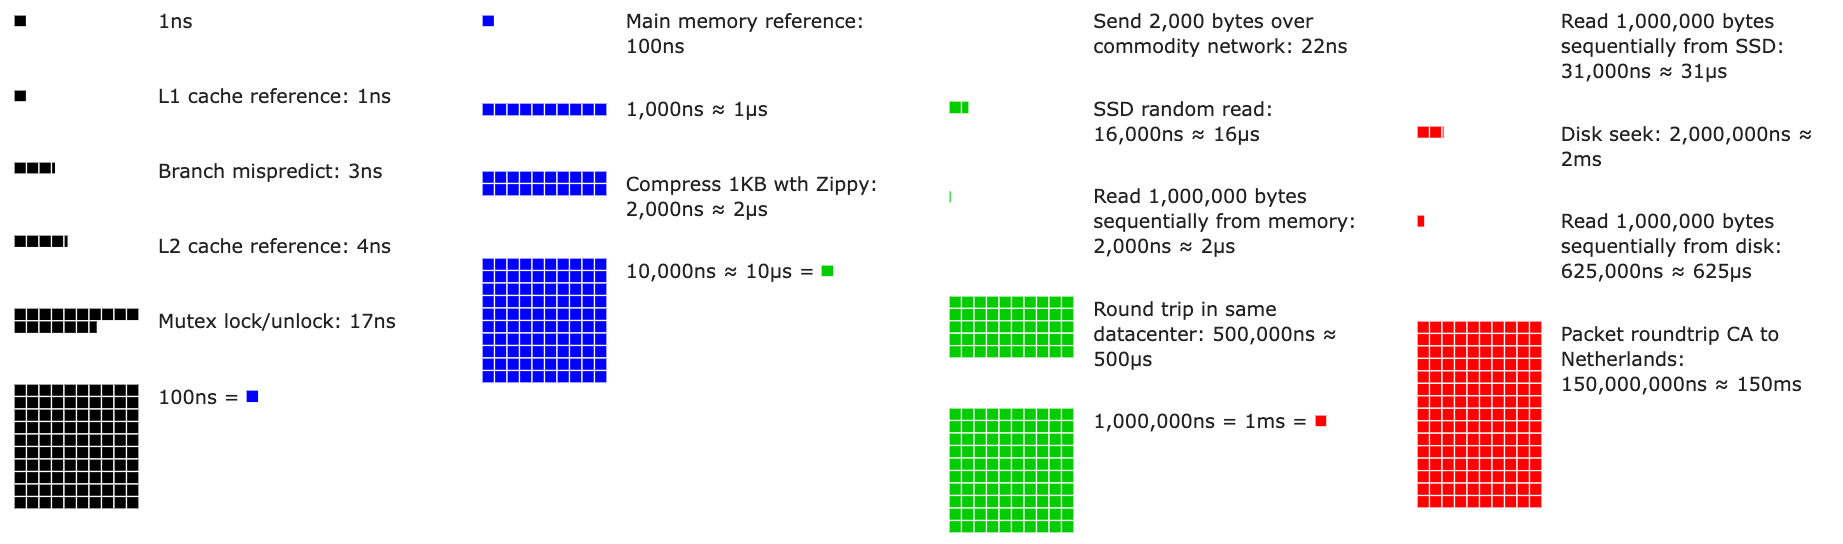 1ns
L1 cache reference: 1ns
Branch mispredict: 3ns
L2 cache reference: 4ns
Mutex lock/unlock: 17ns
100ns =
Main memory reference:
100ns
1,000ns ≈ 1μs
Compress 1KB wth Zippy:
2,000ns ≈ 2μs
10,000ns ≈ 10μs =
Send 2,000 bytes over
commodity network: 22ns
SSD random read:
16,000ns ≈ 16μs
Read 1,000,000 bytes
sequentially from memory:
2,000ns ≈ 2μs
Round trip in same
datacenter: 500,000ns ≈
500μs
1,000,000ns = 1ms =
Read 1,000,000 bytes
sequentially from SSD:
31,000ns ≈ 31μs
Disk seek: 2,000,000ns ≈
2ms
Read 1,000,000 bytes
sequentially from disk:
625,000ns ≈ 625μs
Packet roundtrip CA to
Netherlands:
150,000,000ns ≈ 150ms